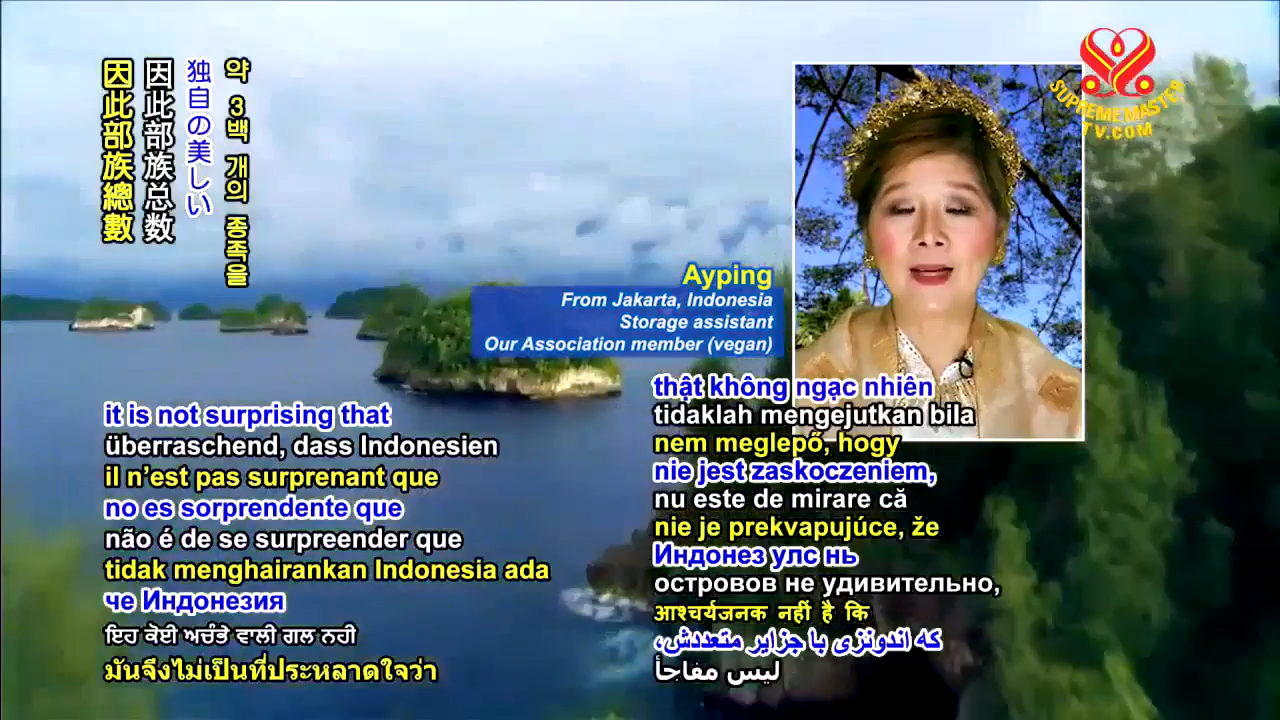 因此部族總數
因此部族总数
独自の美しい
약 3백 개의 종족을
SUPREME MASTER
TV.COM
Ayping
From Jakarta, Indonesia
Storage assistant
Our Association member (vegan)
it is not surprising that
überraschend, dass Indonesien
il n’est pas surprenant que
no es sorprendente que
não é de se surpreender que
tidak menghairankan Indonesia ada
че Индонезия
ਇਹ ਕੋਈ ਅਚੰਭੇ ਵਾਲੀ ਗਲ ਨਹੀ
มันจึงไม่เป็นที่ประหลาดใจว่า
thật không ngạc nhiên
tidaklah mengejutkan bila
nem meglepő, hogy
nie jest zaskoczeniem,
nu este de mirare că
nie je prekvapujúce, že
Индонез улс нь
островов не удивительно,
आश्चर्यजनक नहीं है कि
که اندونزی با جزایر متعددش،
ليس مفاجأ